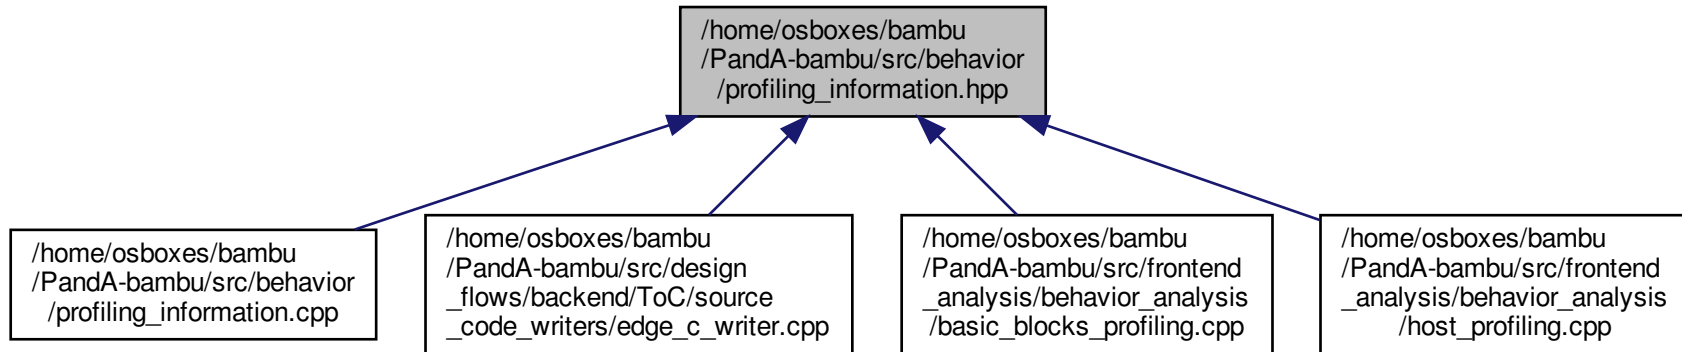 /home/osboxes/bambu
/PandA-bambu/src/behavior
/profiling_information.hpp
/home/osboxes/bambu
/PandA-bambu/src/behavior
/profiling_information.cpp
/home/osboxes/bambu
/PandA-bambu/src/design
_flows/backend/ToC/source
_code_writers/edge_c_writer.cpp
/home/osboxes/bambu
/PandA-bambu/src/frontend
_analysis/behavior_analysis
/basic_blocks_profiling.cpp
/home/osboxes/bambu
/PandA-bambu/src/frontend
_analysis/behavior_analysis
/host_profiling.cpp